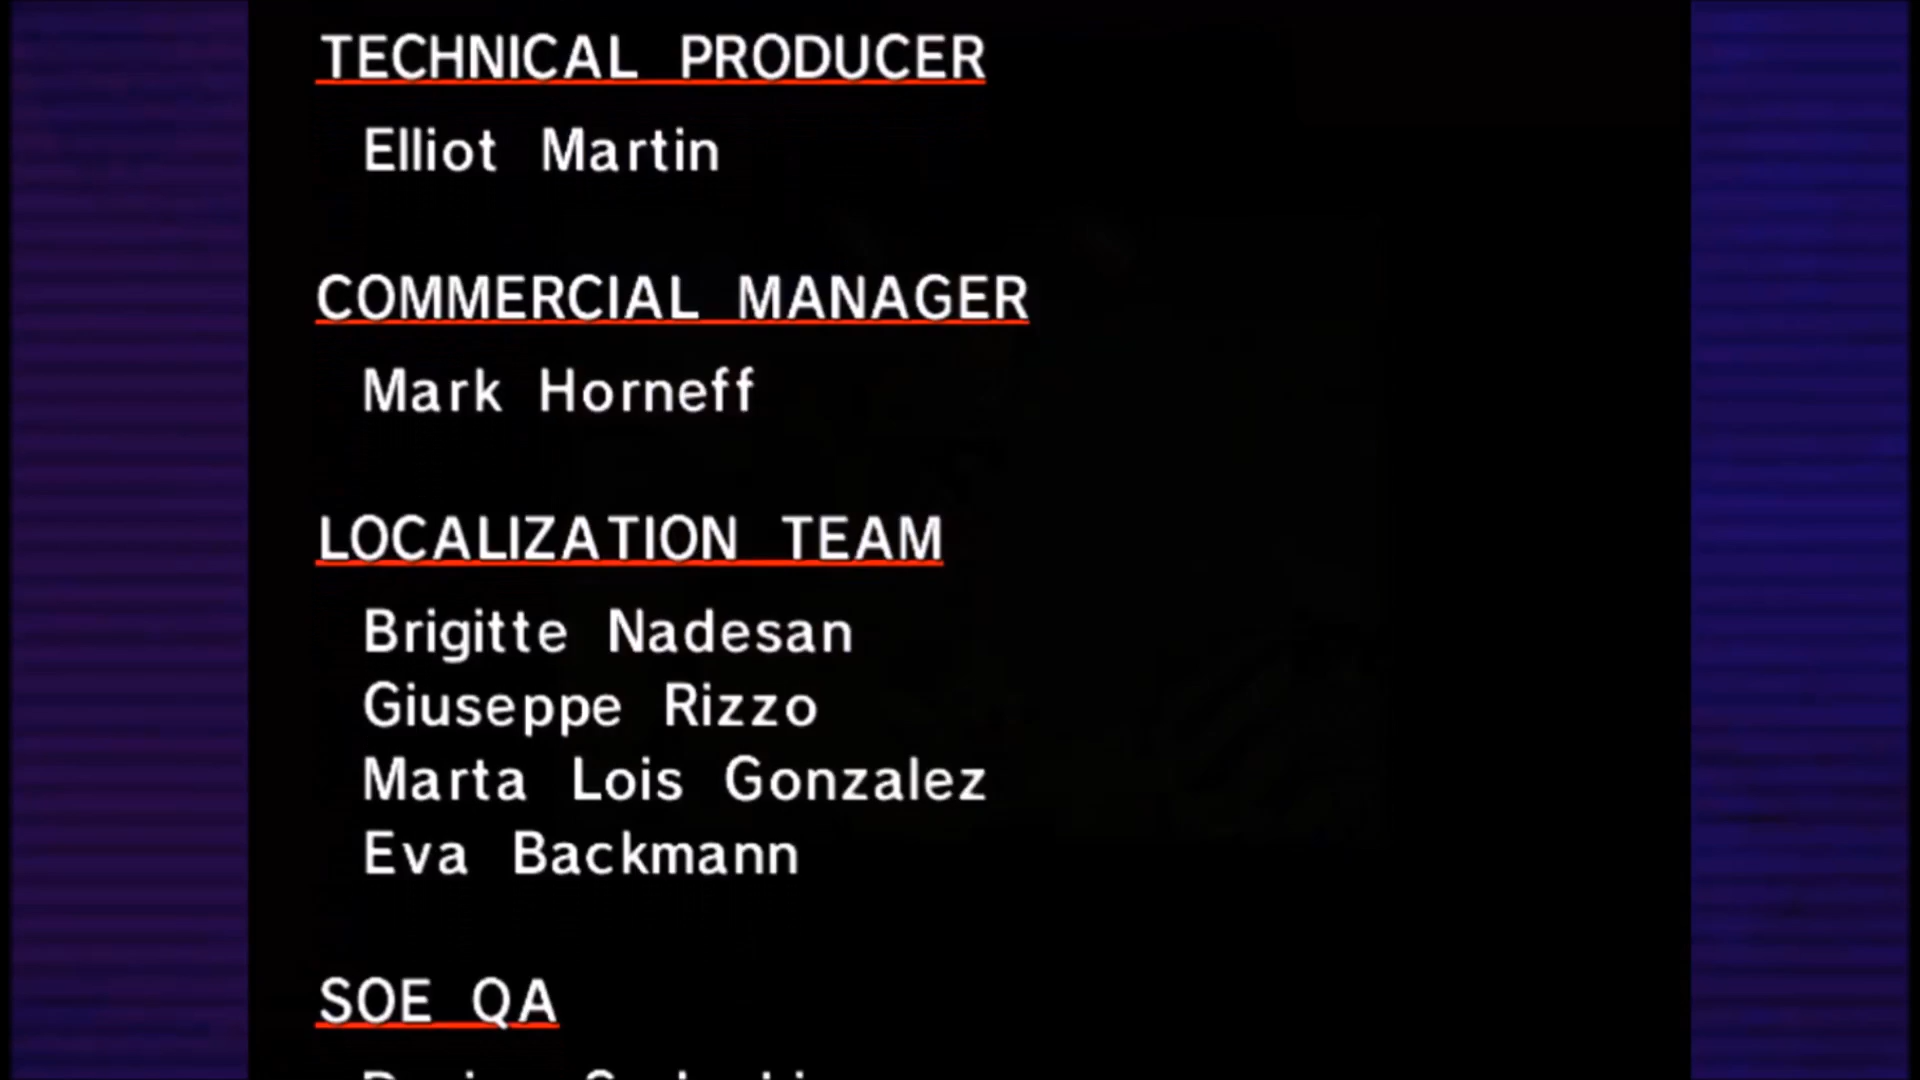 TECHNICAL PRODUCER
Elliot Martin
COMMERCIAL MANAGER
Mark Horneff
LOCALIZATION TEAM
Brigitte Nadesan
Giuseppe Rizzo
Marta Lois Gonzalez
Eva Backmann
SOE QA